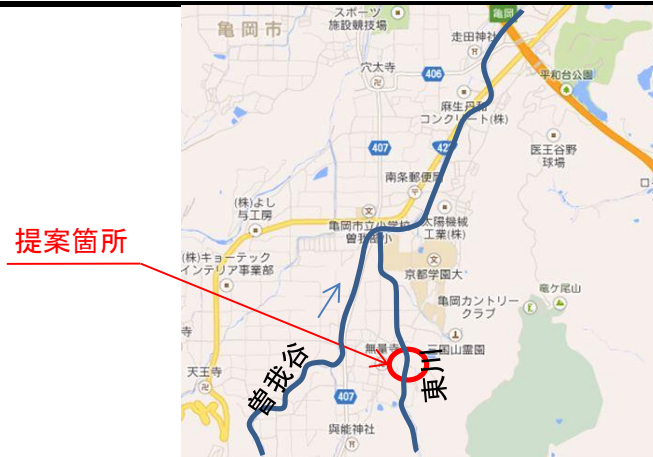 スポーツ
施設競技場
亀岡
亀岡市
走田神社
穴太寺
406
平和台公園
麻生丹和
コンクリート(株)
407
42
医王谷野
球場
南条郵便局
(株)よし
与工房
亀岡市立小学校
曽我部小
太陽機械
工業(株)
提案箇所
(株)キョーテック
インテリア事業部
京都学園大
竜ケ尾山
亀岡カントリー
クラブ
寺
無量寺
三国山霊園
天王寺
曽我谷
東川
407
與能神社